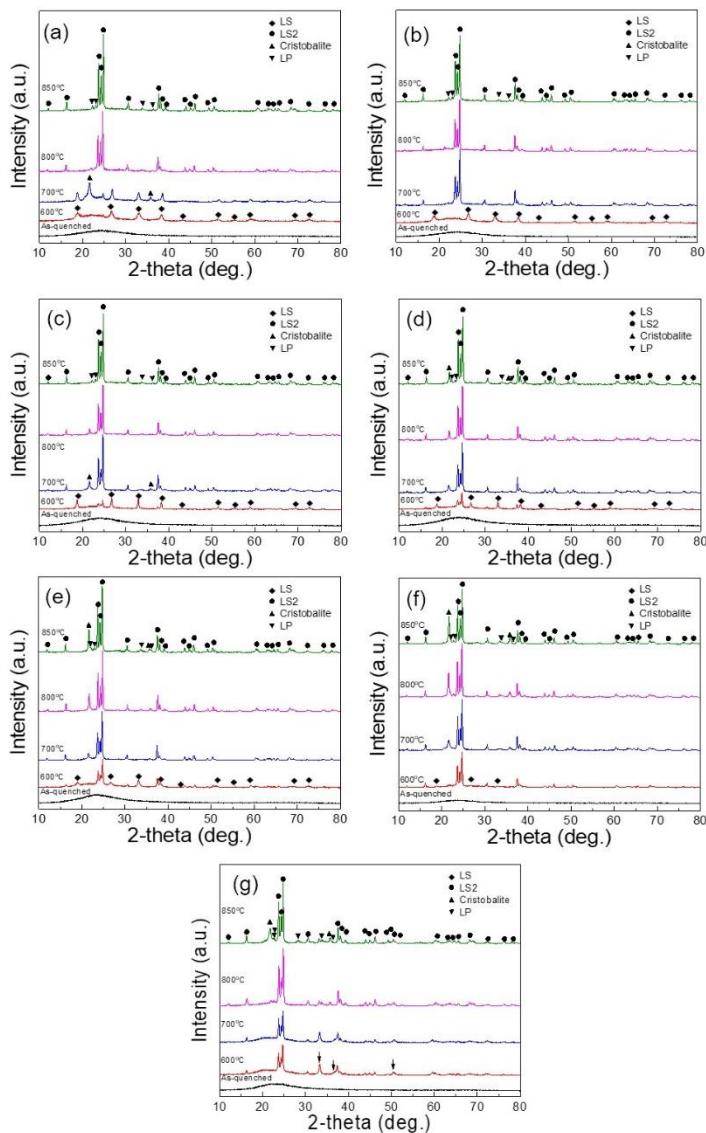 (a)
LS
LS2
Cristobalite
LP
850°C
800°C
700°C
600°C
As-quenched
Intensity (a.u.)
10 20 30 40 50 60 70 80
2-theta (deg.)
(b)
LS
LS2
Cristobalite
LP
850°C
800°C
700°C
600°C
As-quenched
Intensity (a.u.)
10 20 30 40 50 60 70 80
2-theta (deg.)
(c)
LS
LS2
Cristobalite
LP
850°C
800°C
700°C
600°C
As-quenched
Intensity (a.u.)
10 20 30 40 50 60 70 80
2-theta (deg.)
(d)
LS
LS2
Cristobalite
LP
850°C
800°C
700°C
600°C
As-quenched
Intensity (a.u.)
10 20 30 40 50 60 70 80
2-theta (deg.)
(e)
LS
LS2
Cristobalite
LP
850°C
800°C
700°C
600°C
As-quenched
Intensity (a.u.)
10 20 30 40 50 60 70 80
2-theta (deg.)
(f)
LS
LS2
Cristobalite
LP
850°C
800°C
700°C
600°C
As-quenched
Intensity (a.u.)
10 20 30 40 50 60 70 80
2-theta (deg.)
(g)
LS
LS2
Cristobalite
LP
850°C
800°C
700°C
600°C
As-quenched
Intensity (a.u.)
10 20 30 40 50 60 70 80
2-theta (deg.)